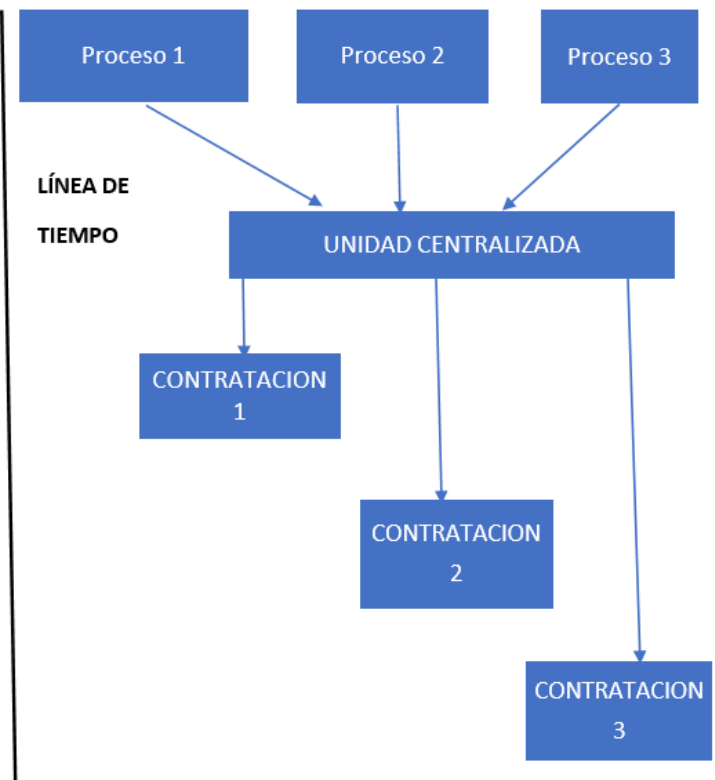 Proceso 1
Proceso 2
Proceso 3
LÍNEA DE
TIEMPO
UNIDAD CENTRALIZADA
CONTRATACION
1
CONTRATACION
2
CONTRATACION
3